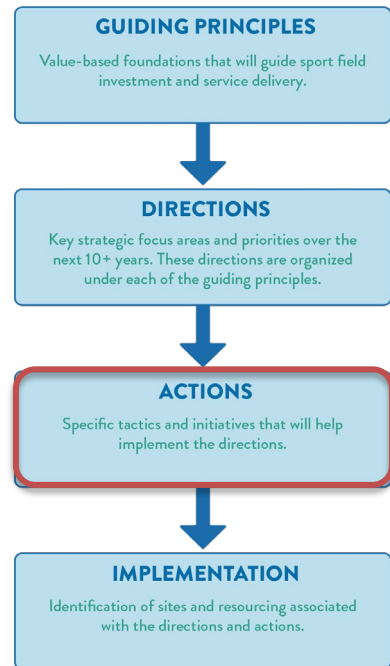 GUIDING PRINCIPLES
Value-based foundations that will guide sport field
investment and service delivery.
DIRECTIONS
Key strategic focus areas and priorities over the
next 10+ years. These directions are organized
under each of the guiding principles.
ACTIONS
Specific tactics and initiatives that will help
implement the directions.
IMPLEMENTATION
Identification of sites and resourcing associated
with the directions and actions.